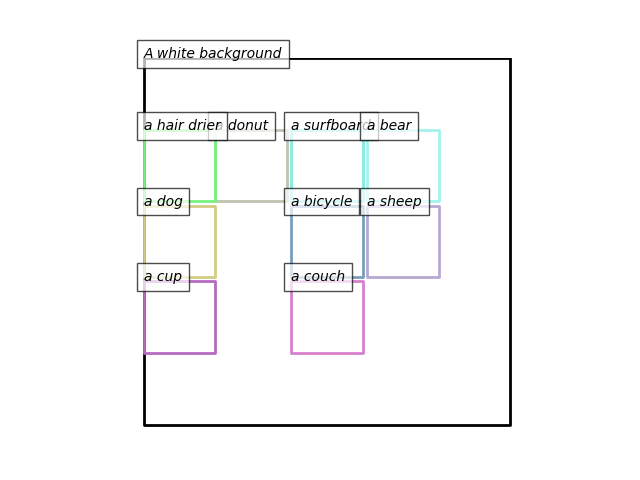 A white background
a hair drier
a donut
a surfboard
a bear
a dog
a bicycle
a sheep
a cup
a couch